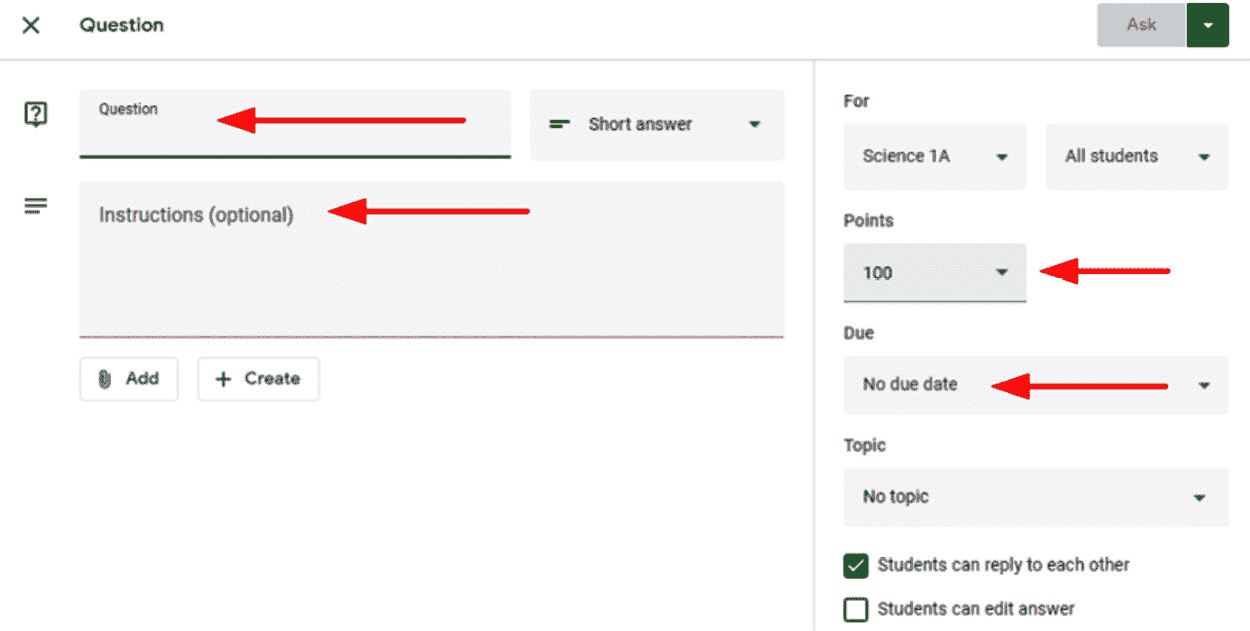 Question
Ask
Question
Short answer
Instructions (optional)
Add
Create
For
Science 1A
All students
Points
100
Due
No due date
Topic
No topic
Students can reply to each other
Students can edit answer